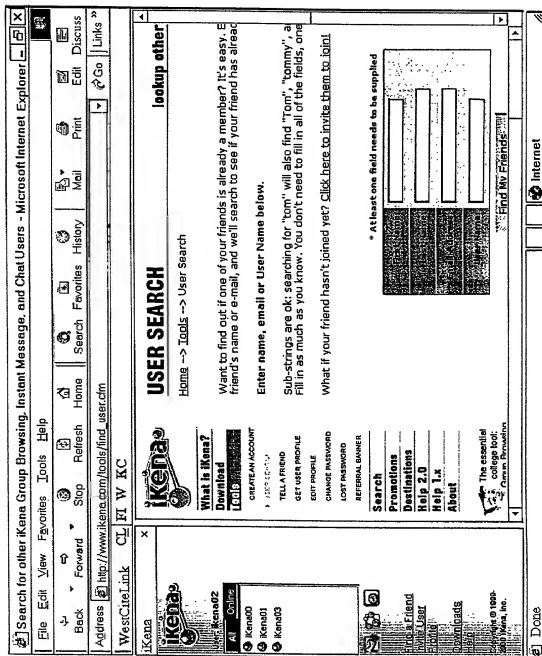 Search for other iKena Group Browsing, Instant Message, and Chat Users - Microsoft Internet Explorer
File Edit View Favorites Tools Help
Back Forward Stop Refresh Home Search Favorites History Mail Print Edit Discuss
Address http://www.ikena.com/tools/find_user.cfm Go Links »
WestCiteLink CL FI W KC
iKena
iKena
ikena02
All Online
iKena00
iKena01
iKena03
Downloads
2001 iKena, Inc.
iKena
What is iKena?
Download
Tools
CREATE AN ACCOUNT
TELL A FRIEND
GET USER PROFILE
EDIT PROFILE
CHANGE PASSWORD
LOST PASSWORD
REFERRAL BANNER
Search
Promotions
Destinations
Help 2.0
Help 1.x
About
The essential
college tool:
USER SEARCH lookup other
Home --> Tools --> User Search
Want to find out if one of your friends is already a member? It's easy. E
friend's name or e-mail, and we'll search to see if your friend has alread
Enter name, email or User Name below.
Sub-strings are ok: searching for "tom" will also find "Tom", "tommy", a
Fill in as much as you know. You don't need to fill in all of the fields, one
What if your friend hasn't joined yet? Click here to invite them to join!
* At least one field needs to be supplied
Find My Friends
Done Internet